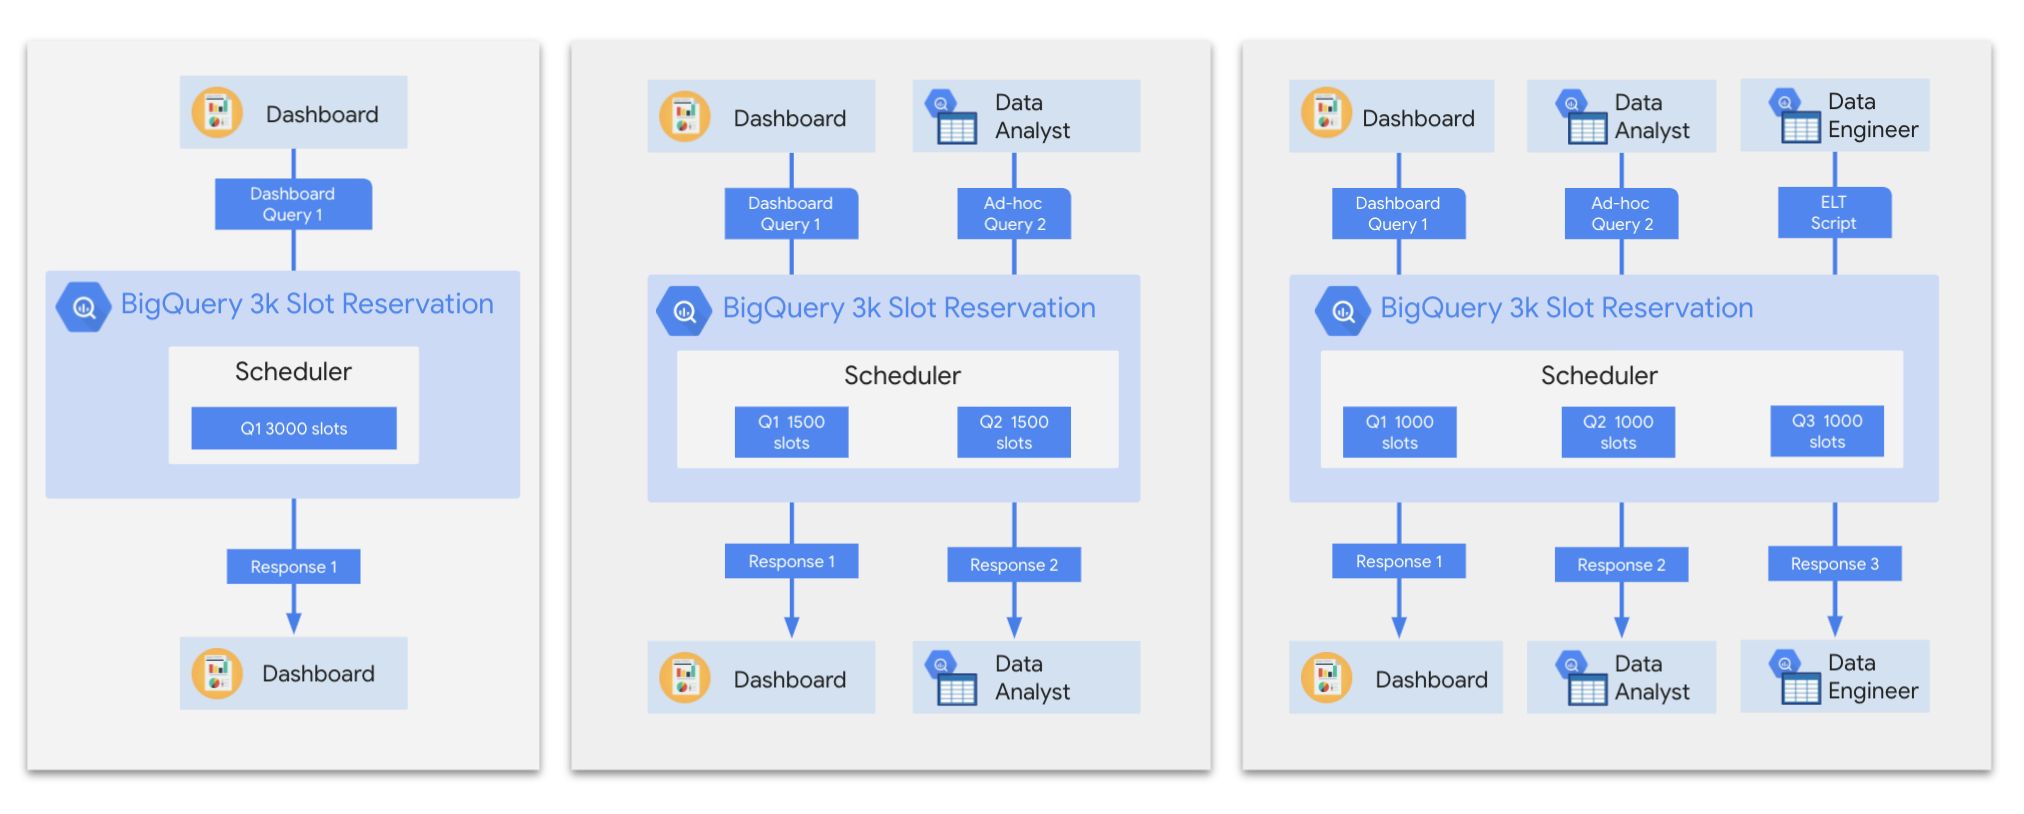 Dashboard
Dashboard
Query 1
BigQuery 3k Slot Reservation
Scheduler
Q1 3000 slots
Response 1
Dashboard
Dashboard
Data
Analyst
Dashboard
Query 1
Ad-hoc
Query 2
BigQuery 3k Slot Reservation
Scheduler
Q1 1500
slots
Q2 1500
slots
Response 1
Response 2
Dashboard
Data
Analyst
Dashboard
Data
Analyst
Data
Engineer
Dashboard
Query 1
Ad-hoc
Query 2
ELT
Script
BigQuery 3k Slot Reservation
Scheduler
Q1 1000
slots
Q2 1000
slots
Q3 1000
slots
Response 1
Response 2
Response 3
Dashboard
Data
Analyst
Data
Engineer